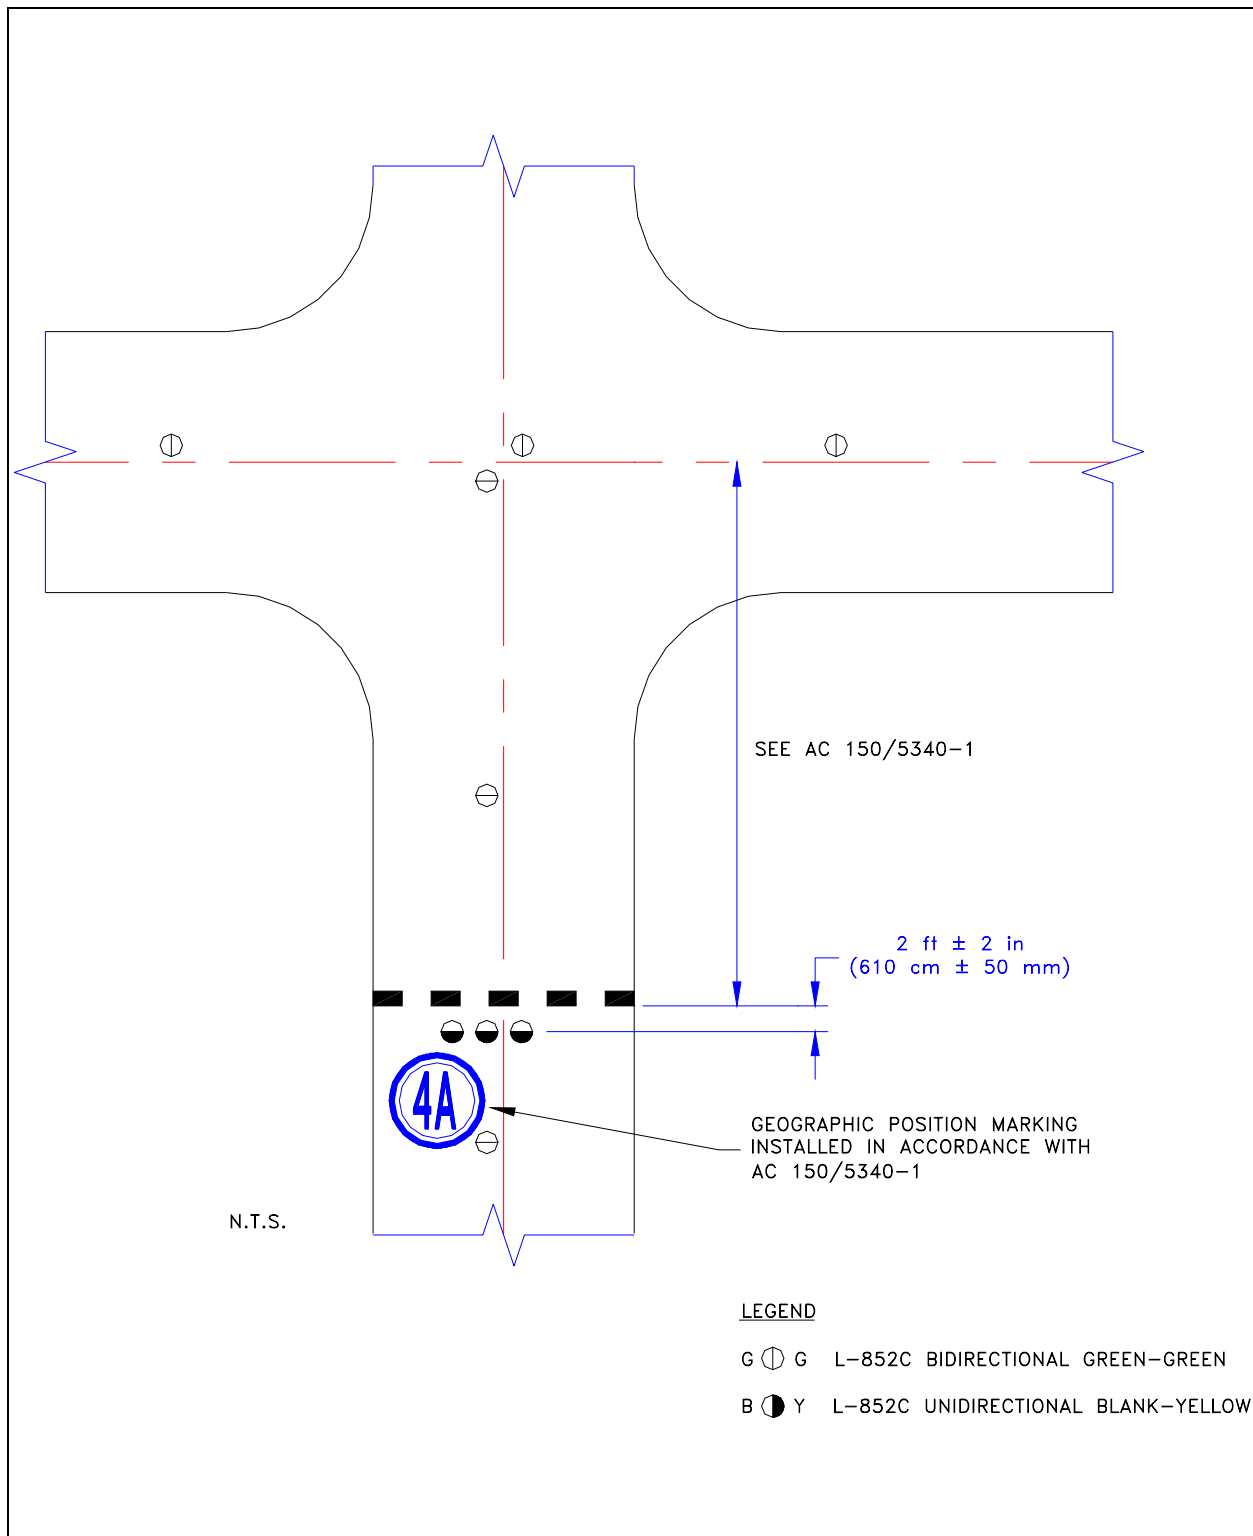 SEE AC 150/5340-1
2 ft ± 2 in
(610 cm ± 50 mm)
4A
GEOGRAPHIC POSITION MARKING
INSTALLED IN ACCORDANCE WITH
AC 150/5340-1
N.T.S.
LEGEND
G G L-852C BIDIRECTIONAL GREEN-GREEN
B Y L-852C UNIDIRECTIONAL BLANK-YELLOW